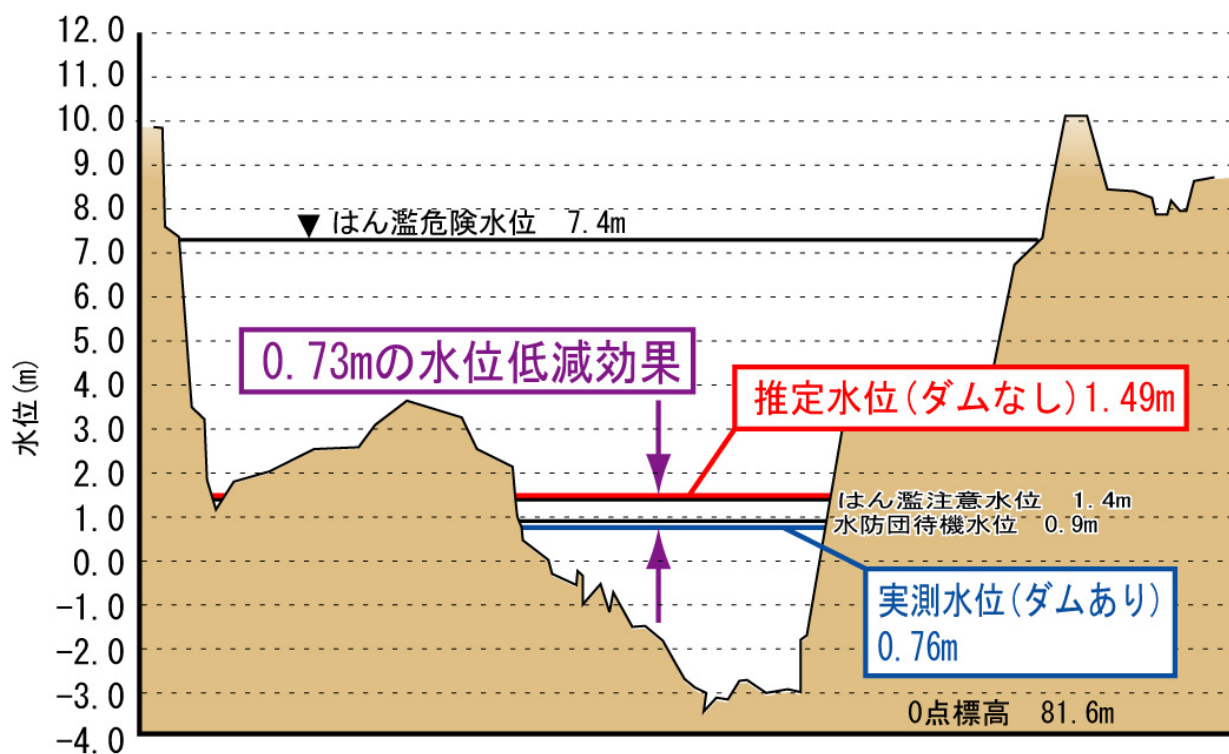 12.0
11.0
10.0
9.0
8.0
7.0
6.0
5.0
4.0
3.0
2.0
1.0
0.0
-1.0
-2.0
-3.0
-4.0
水位(m)
▼ はん濫危険水位 7.4m
0.73mの水位低減効果
推定水位(ダムなし)1.49m
はん濫注意水位 1.4m
水防団待機水位 0.9m
実測水位(ダムあり)
0.76m
0点標高 81.6m